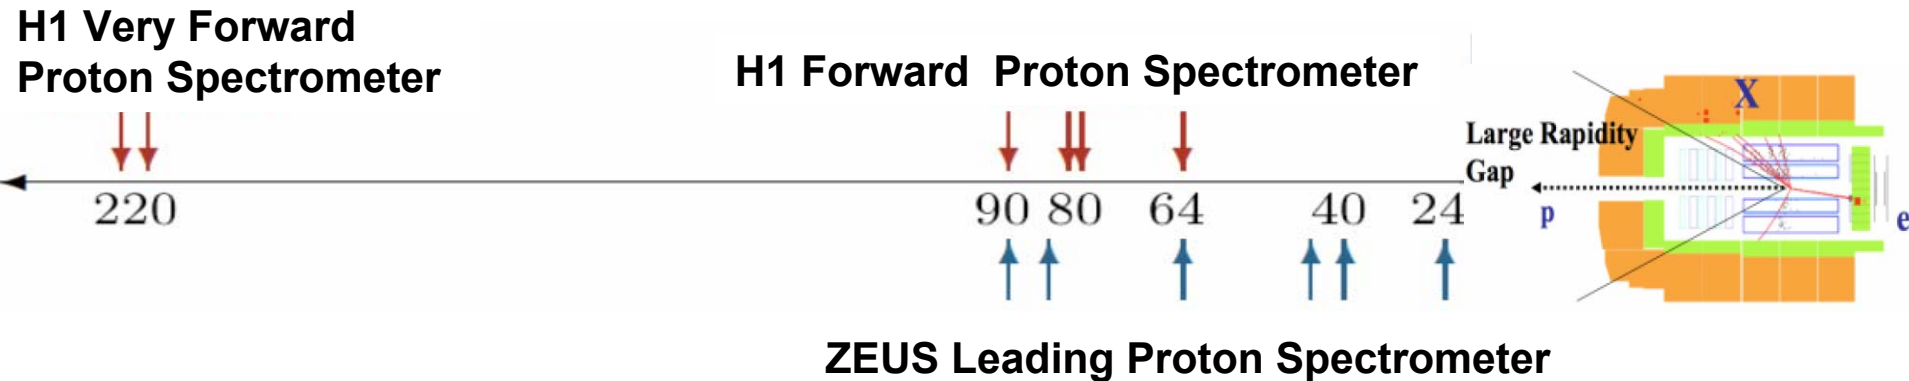 H1 Very Forward
Proton Spectrometer
H1 Forward Proton Spectrometer
X
Large Rapidity
Gap
p
e
220
90 80 64 40 24
ZEUS Leading Proton Spectrometer